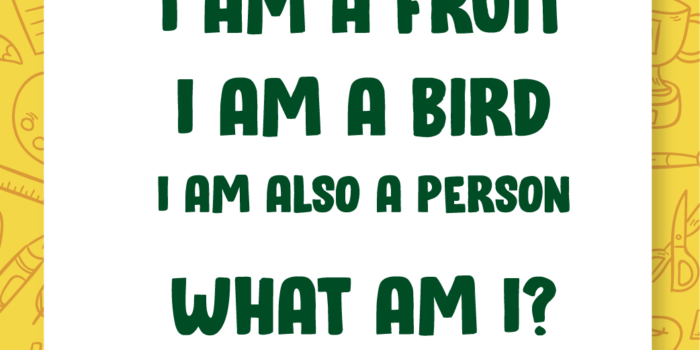 I AM A FRUIT
I AM A BIRD
I AM ALSO A PERSON
WHAT AM I?